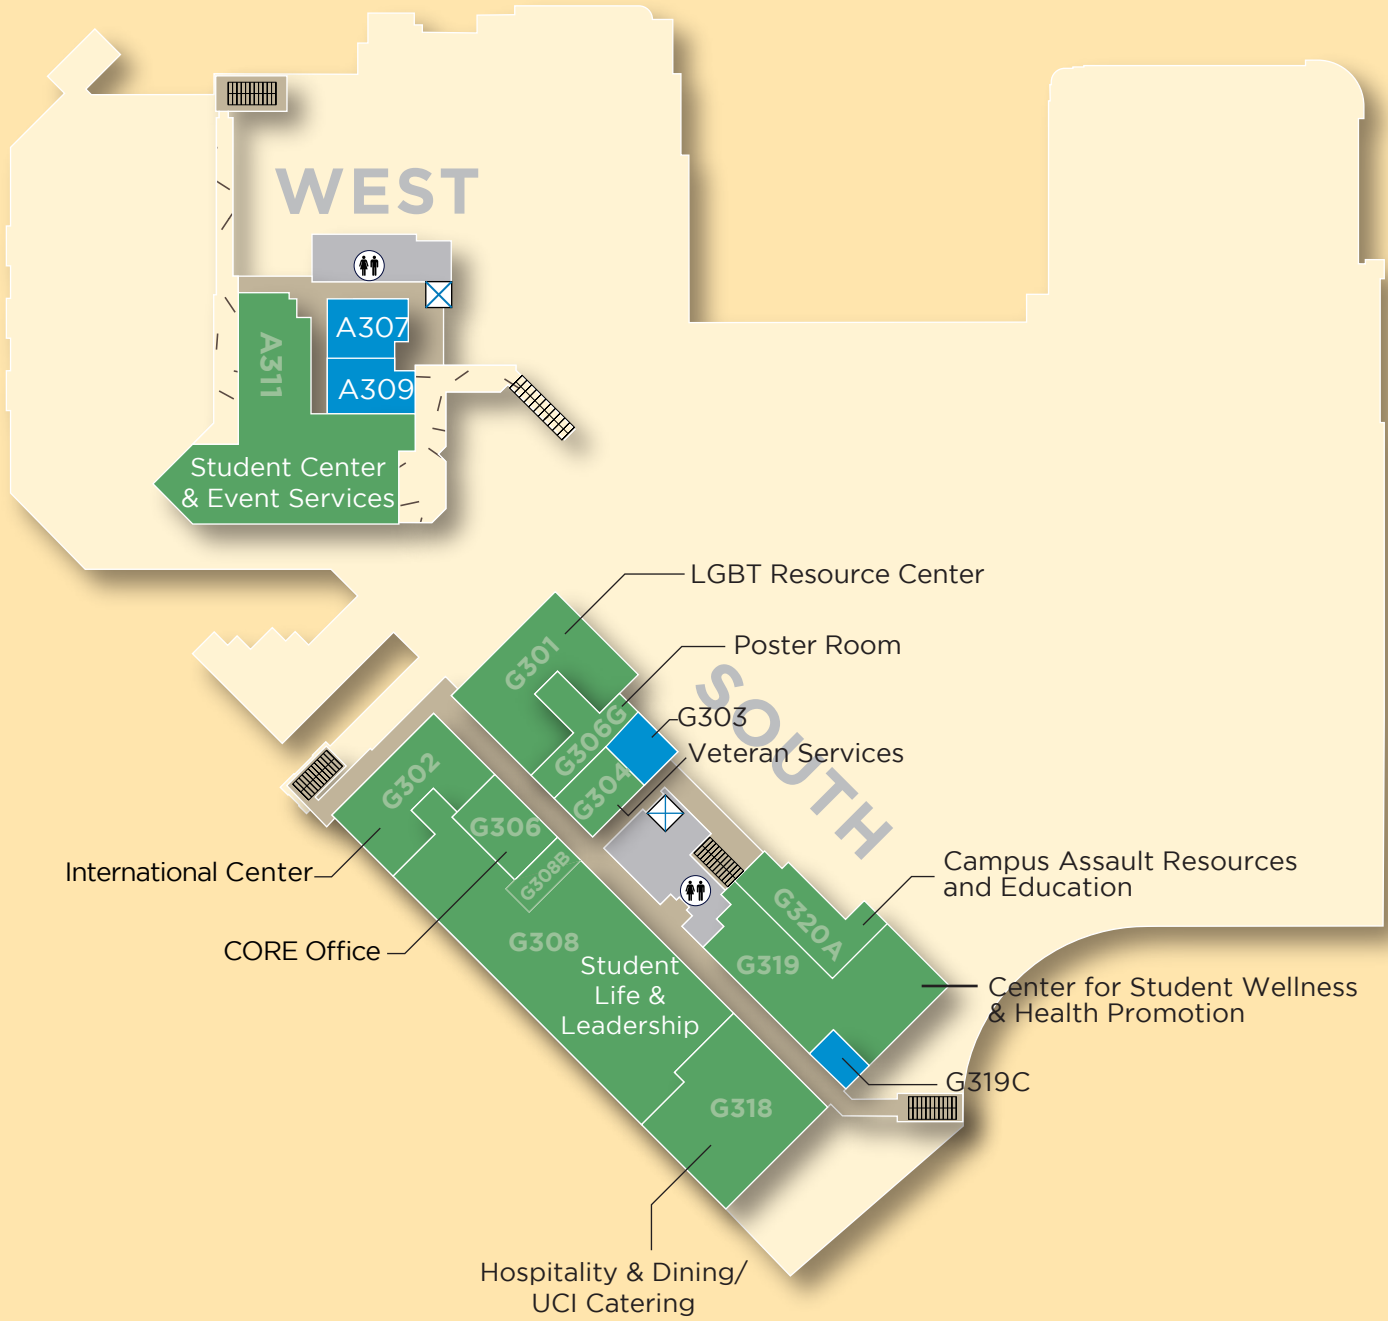 WEST
A307
A311
A309
Student Center
& Event Services
LGBT Resource Center
G301
Poster Room
SOUTH
G306G
G303
Veteran Services
G304
G302
G306
International Center
G308B
Campus Assault Resources
and Education
G320A
CORE Office
G308
G319
Student
Life &
Leadership
Center for Student Wellness
& Health Promotion
G319C
G318
Hospitality & Dining/
UCI Catering